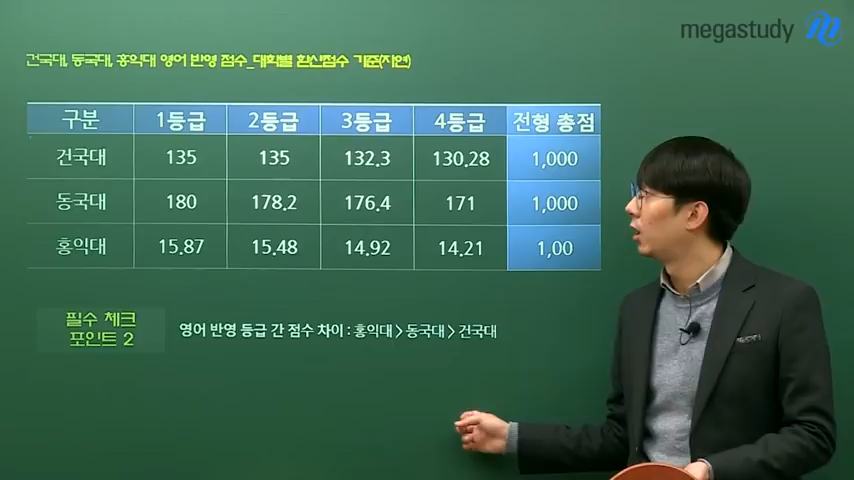 megastudy
건국대, 동국대, 홍익대 영어 반영 점수_대학별 환산점수 기준(자연)
구분 1등급 2등급 3등급 4등급 전형 총점
건국대 135 135 132.3 130.28 1,000
동국대 180 178.2 176.4 171 1,000
홍익대 15.87 15.48 14.92 14.21 1,00
필수 체크
포인트 2
영어 반영 등급 간 점수 차이 : 홍익대 > 동국대 > 건국대